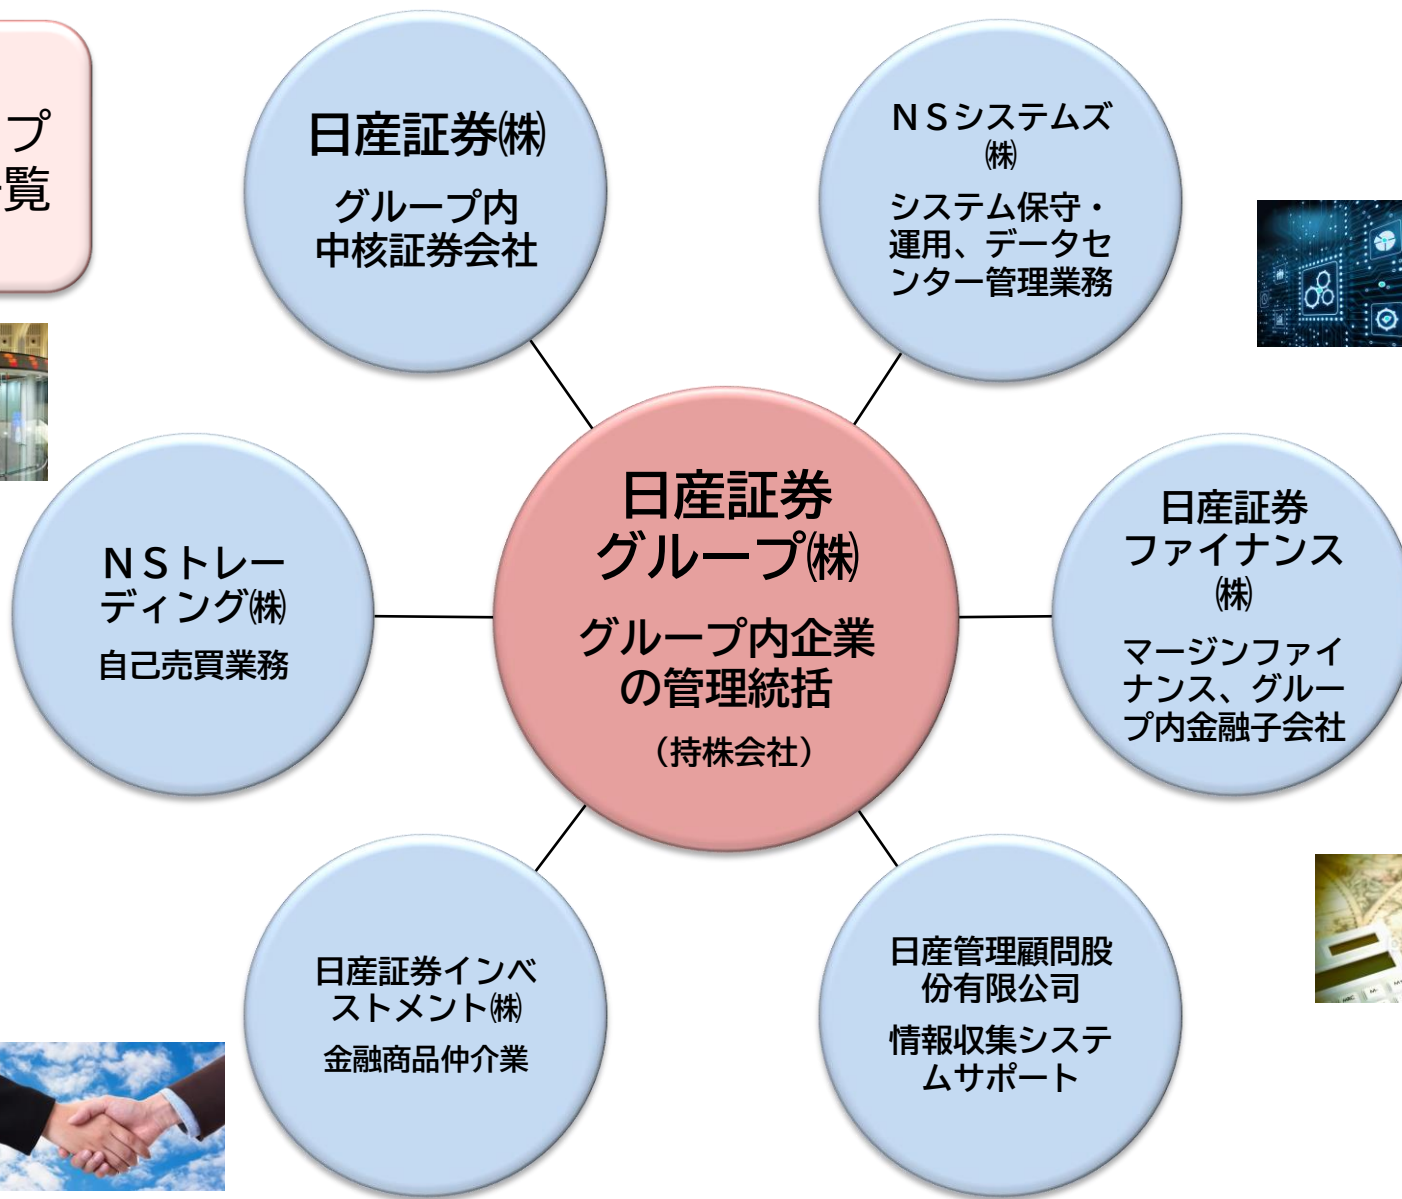 プ
覧
日産証券㈱
グループ内
中核証券会社
ＮＳシステムズ
㈱
システム保守・
運用、データセ
ンター管理業務
日産証券
グループ㈱
グループ内企業
の管理統括
（持株会社）
ＮＳトレー
ディング㈱
自己売買業務
日産証券
ファイナンス
㈱
マージンファイ
ナンス、グルー
プ内金融子会社
日産証券インベ
ストメント㈱
金融商品仲介業
日産管理顧問股
份有限公司
情報収集システ
ムサポート